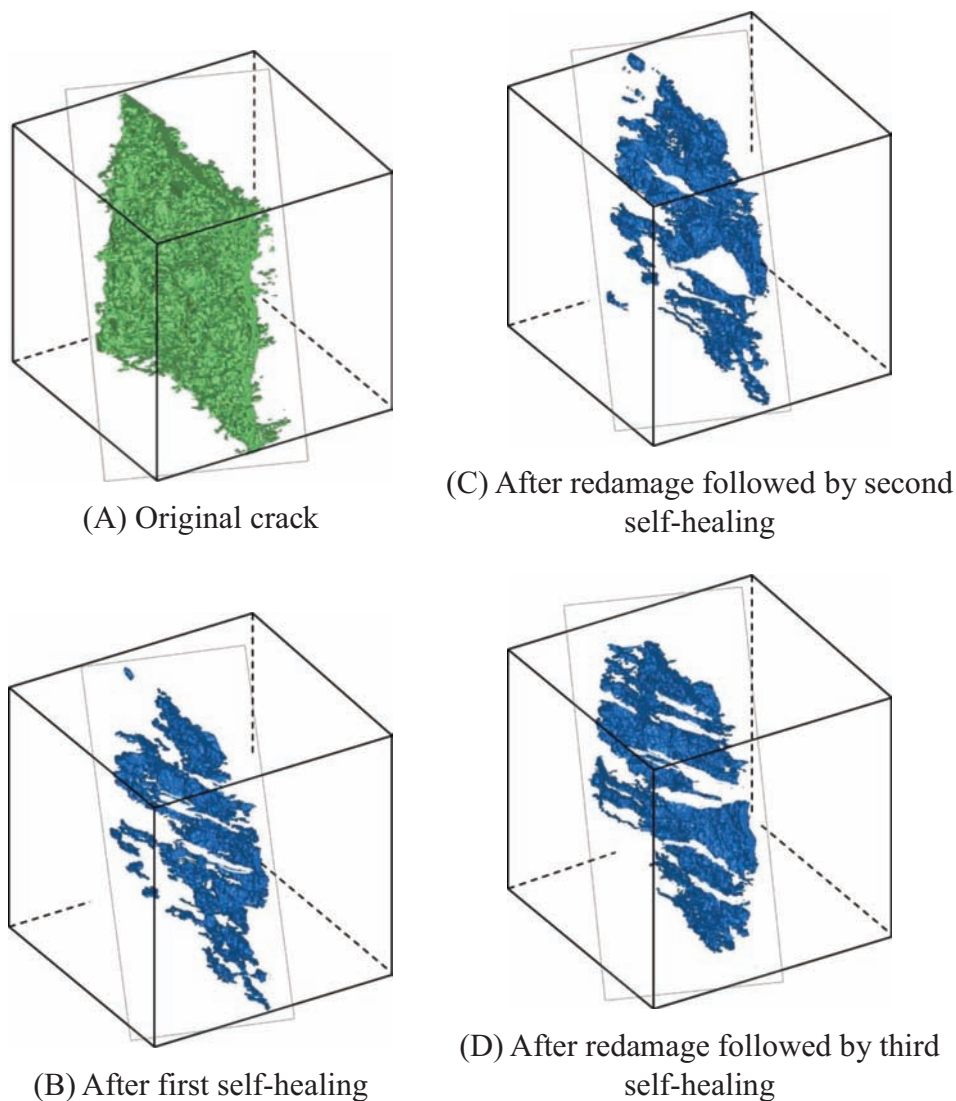 (A) Original crack
(B) After first self-healing
(C) After redamage followed by second
self-healing
(D) After redamage followed by third
self-healing